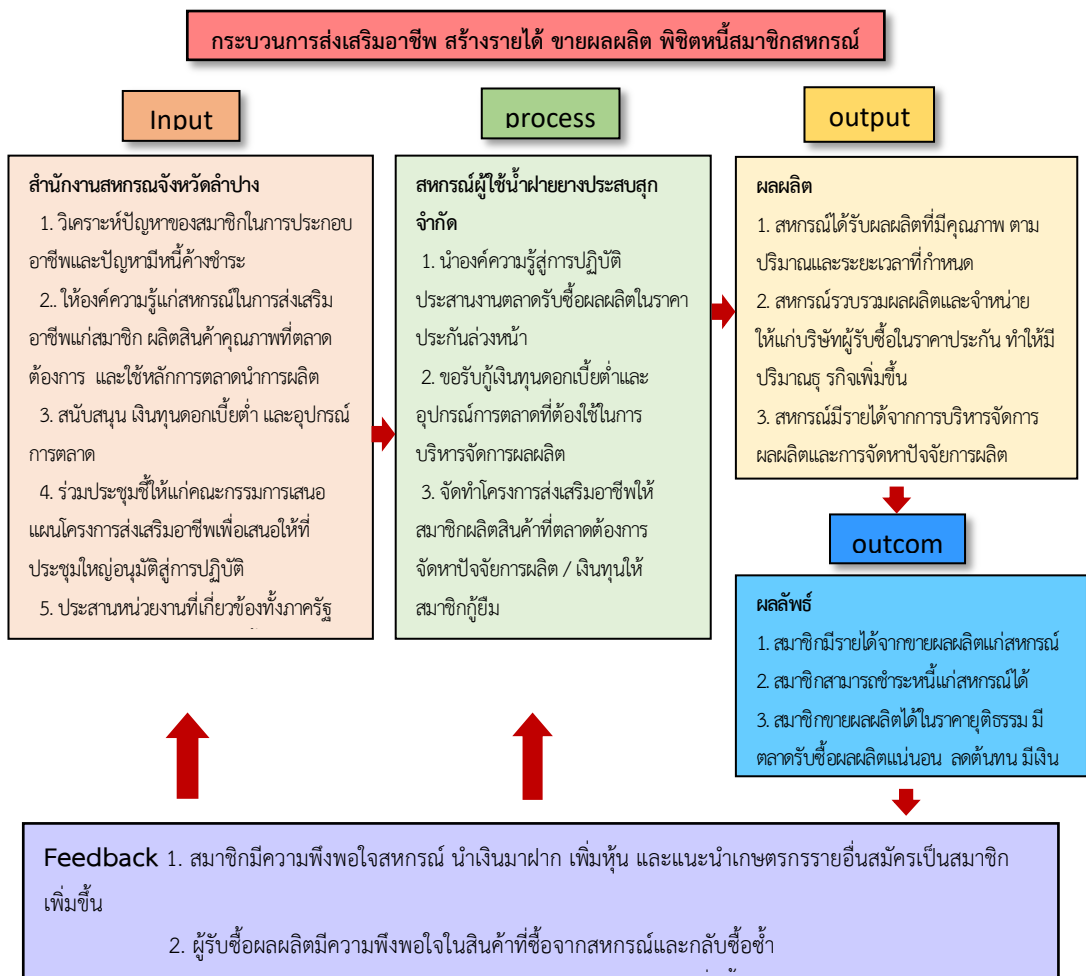 กระบวนการส่งเสริมอาชีพ สร้างรายได้ ขายผลผลิต พิชิตหนี้สมาชิกสหกรณ์
Input
สำนักงานสหกรณจังหวัดลำปาง
1. วิเคราะห์ปัญหาของสมาชิกในการประกอบ
อาชีพและปัญหามีหนี้ค้างชำระ
2.. ให้องค์ความรู้แก่สหกรณ์ในการส่งเสริม
อาชีพแก่สมาชิก ผลิตสินค้าคุณภาพที่ตลาด
ต้องการ และใช้หลักการตลาดนำการผลิต
3. สนับสนุน เงินทุนดอกเบี้ยต่ำ และอุปกรณ์
การตลาด
4. ร่วมประชุมชี้ให้แก่คณะกรรมการเสนอ
แผนโครงการส่งเสริมอาชีพเพื่อเสนอให้ที่
ประชุมใหญ่อนุมัติสู่การปฏิบัติ
5. ประสานหน่วยงานที่เกี่ยวข้องทั้งภาครัฐ
process
สหกรณ์ผู้ใช้น้ำฝายยางประสบสุก
จำกัด
1. นำองค์ความรู้สู่การปฏิบัติ
ประสานงานตลาดรับซื้อผลผลิตในราคา
ประกันล่วงหน้า
2. ขอรับกู้เงินทุนดอกเบี้ยต่ำและ
อุปกรณ์การตลาดที่ต้องใช้ในการ
บริหารจัดการผลผลิต
3. จัดทำโครงการส่งเสริมอาชีพให้
สมาชิกผลิตสินค้าที่ตลาดต้องการ
จัดหาปัจจัยการผลิต / เงินทุนให้
สมาชิกกู้ยืม
output
ผลผลิต
1. สหกรณ์ได้รับผลผลิตที่มีคุณภาพ ตาม
ปริมาณและระยะเวลาที่กำหนด
2. สหกรณ์รวบรวมผลผลิตและจำหน่าย
ให้แก่บริษัทผู้รับซื้อในราคาประกัน ทำให้มี
ปริมาณธุ รกิจเพิ่มขึ้น
3. สหกรณ์มีรายได้จากการบริหารจัดการ
ผลผลิตและการจัดหาปัจจัยการผลิต
outcom
ผลลัพธ์
1. สมาชิกมีรายได้จากขายผลผลิตแก่สหกรณ์
2. สมาชิกสามารถชำระหนี้แก่สหกรณ์ได้
3. สมาชิกขายผลผลิตได้ในราคายุติธรรม มี
ตลาดรับซื้อผลผลิตแน่นอน ลดต้นทน มีเงิน
Feedback 1. สมาชิกมีความพึงพอใจสหกรณ์ นำเงินมาฝาก เพิ่มหุ้น และแนะนำเกษตรกรรายอื่นสมัครเป็นสมาชิก
เพิ่มขึ้น
2. ผู้รับซื้อผลผลิตมีความพึงพอใจในสินค้าที่ซื้อจากสหกรณ์และกลับซื้อซ้ำ